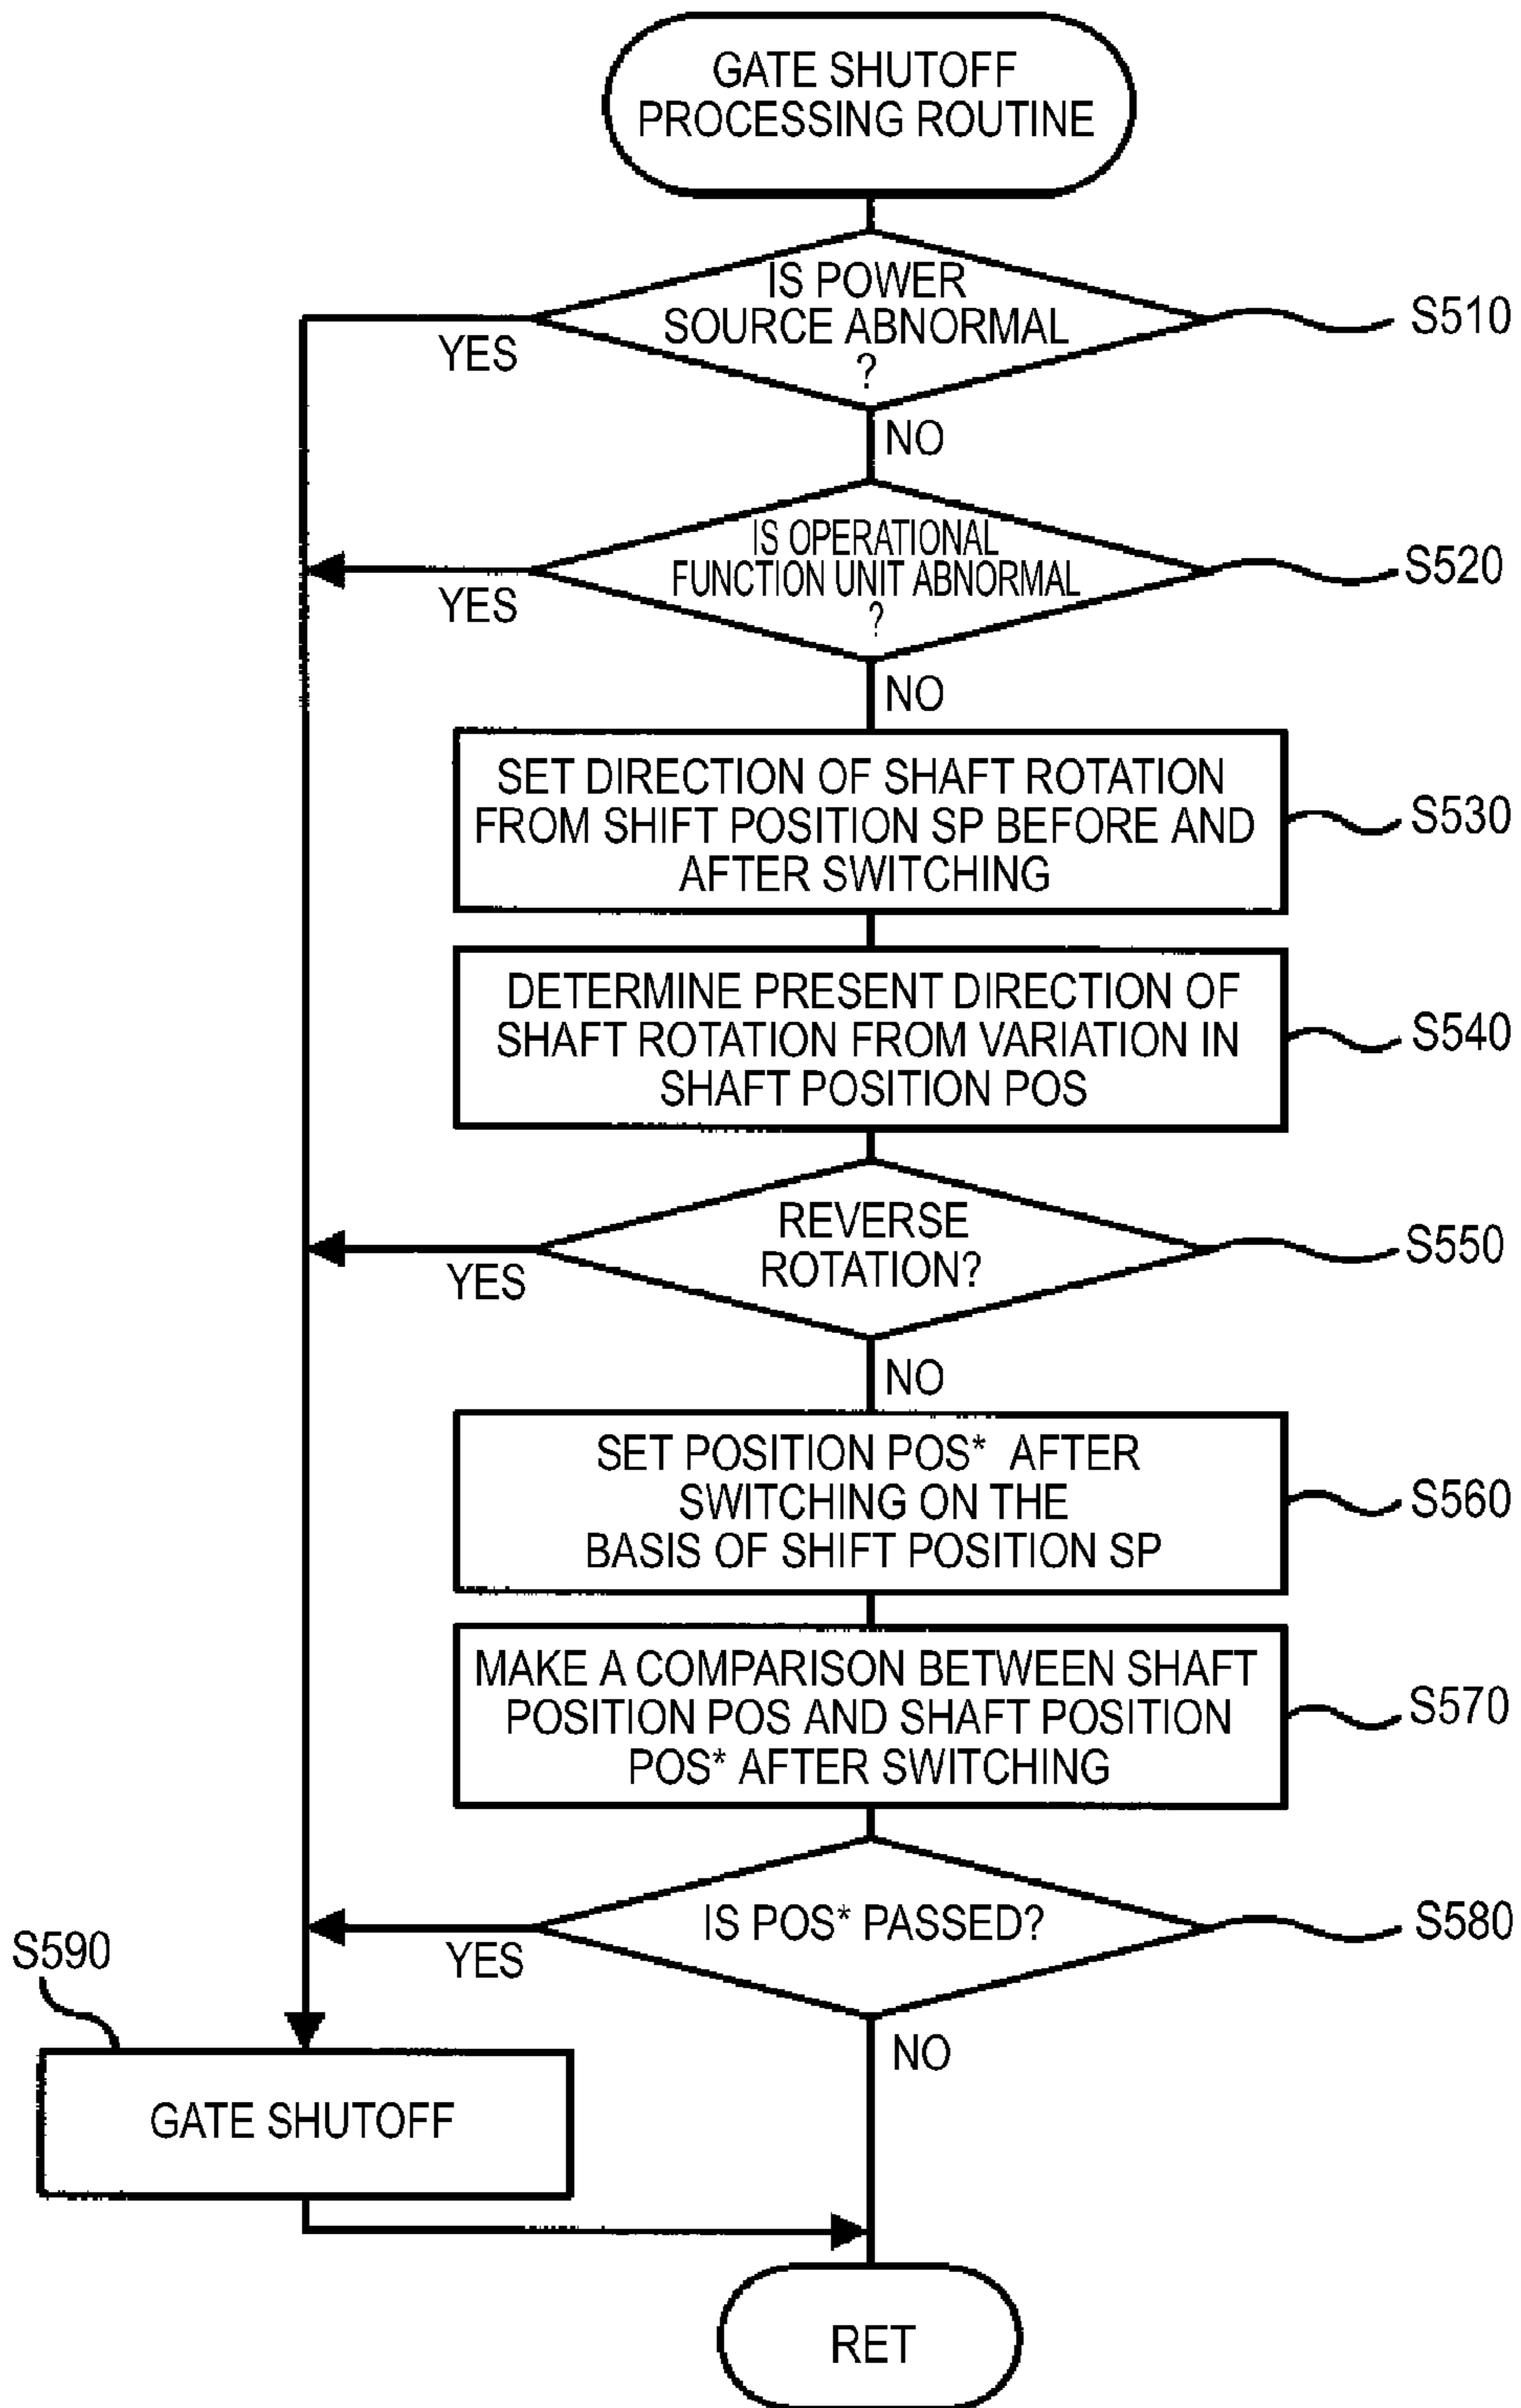 GATE SHUTOFF
PROCESSING ROUTINE
IS POWER
SOURCE ABNORMAL
?
S510
YES
NO
IS OPERATIONAL
FUNCTION UNIT ABNORMAL
?
S520
YES
NO
SET DIRECTION OF SHAFT ROTATION
FROM SHIFT POSITION SP BEFORE AND
AFTER SWITCHING
S530
DETERMINE PRESENT DIRECTION OF
SHAFT ROTATION FROM VARIATION IN
SHAFT POSITION POS
S540
REVERSE
ROTATION?
S550
YES
NO
SET POSITION POS* AFTER
SWITCHING ON THE
BASIS OF SHIFT POSITION SP
S560
MAKE A COMPARISON BETWEEN SHAFT
POSITION POS AND SHAFT POSITION
POS* AFTER SWITCHING
S570
IS POS* PASSED?
S580
YES
NO
S590
GATE SHUTOFF
RET